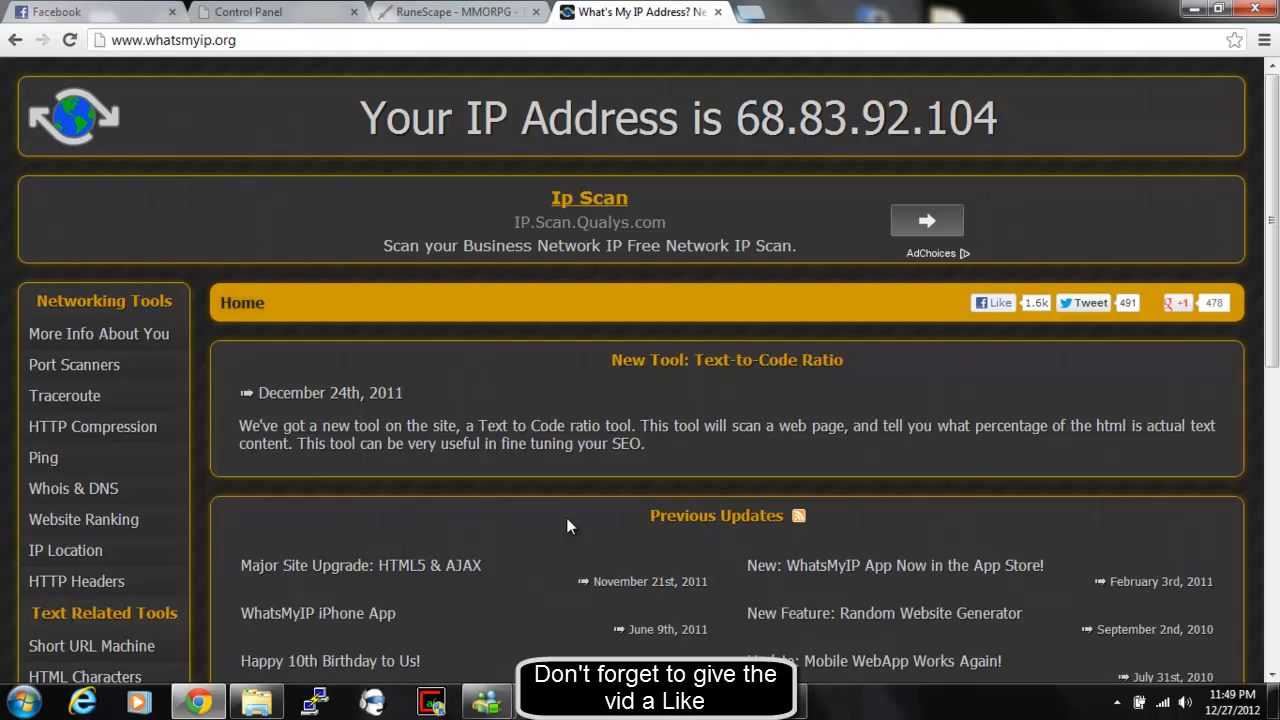 Facebook
Control Panel
RuneScape - MMORPG -
What's My IP Address? Ne
www.whatsmyip.org
Your IP Address is 68.83.92.104
Ip Scan
IP.Scan.Qualys.com
Scan your Business Network IP Free Network IP Scan.
AdChoices
Networking Tools
More Info About You
Port Scanners
Traceroute
HTTP Compression
Ping
Whois & DNS
Website Ranking
IP Location
HTTP Headers
Text Related Tools
Short URL Machine
HTML Characters
Home
Like 1.6k Tweet 491 +1 478
New Tool: Text-to-Code Ratio
December 24th, 2011
We've got a new tool on the site, a Text to Code ratio tool. This tool will scan a web page, and tell you what percentage of the html is actual text
content. This tool can be very useful in fine tuning your SEO.
Previous Updates
Major Site Upgrade: HTML5 & AJAX
November 21st, 2011
New: WhatsMyIP App Now in the App Store!
February 3rd, 2011
WhatsMyIP iPhone App
June 9th, 2011
New Feature: Random Website Generator
September 2nd, 2010
Happy 10th Birthday to Us!
Mobile WebApp Works Again!
July 31st, 2010
Don't forget to give the
vid a Like
11:49 PM
12/27/2012